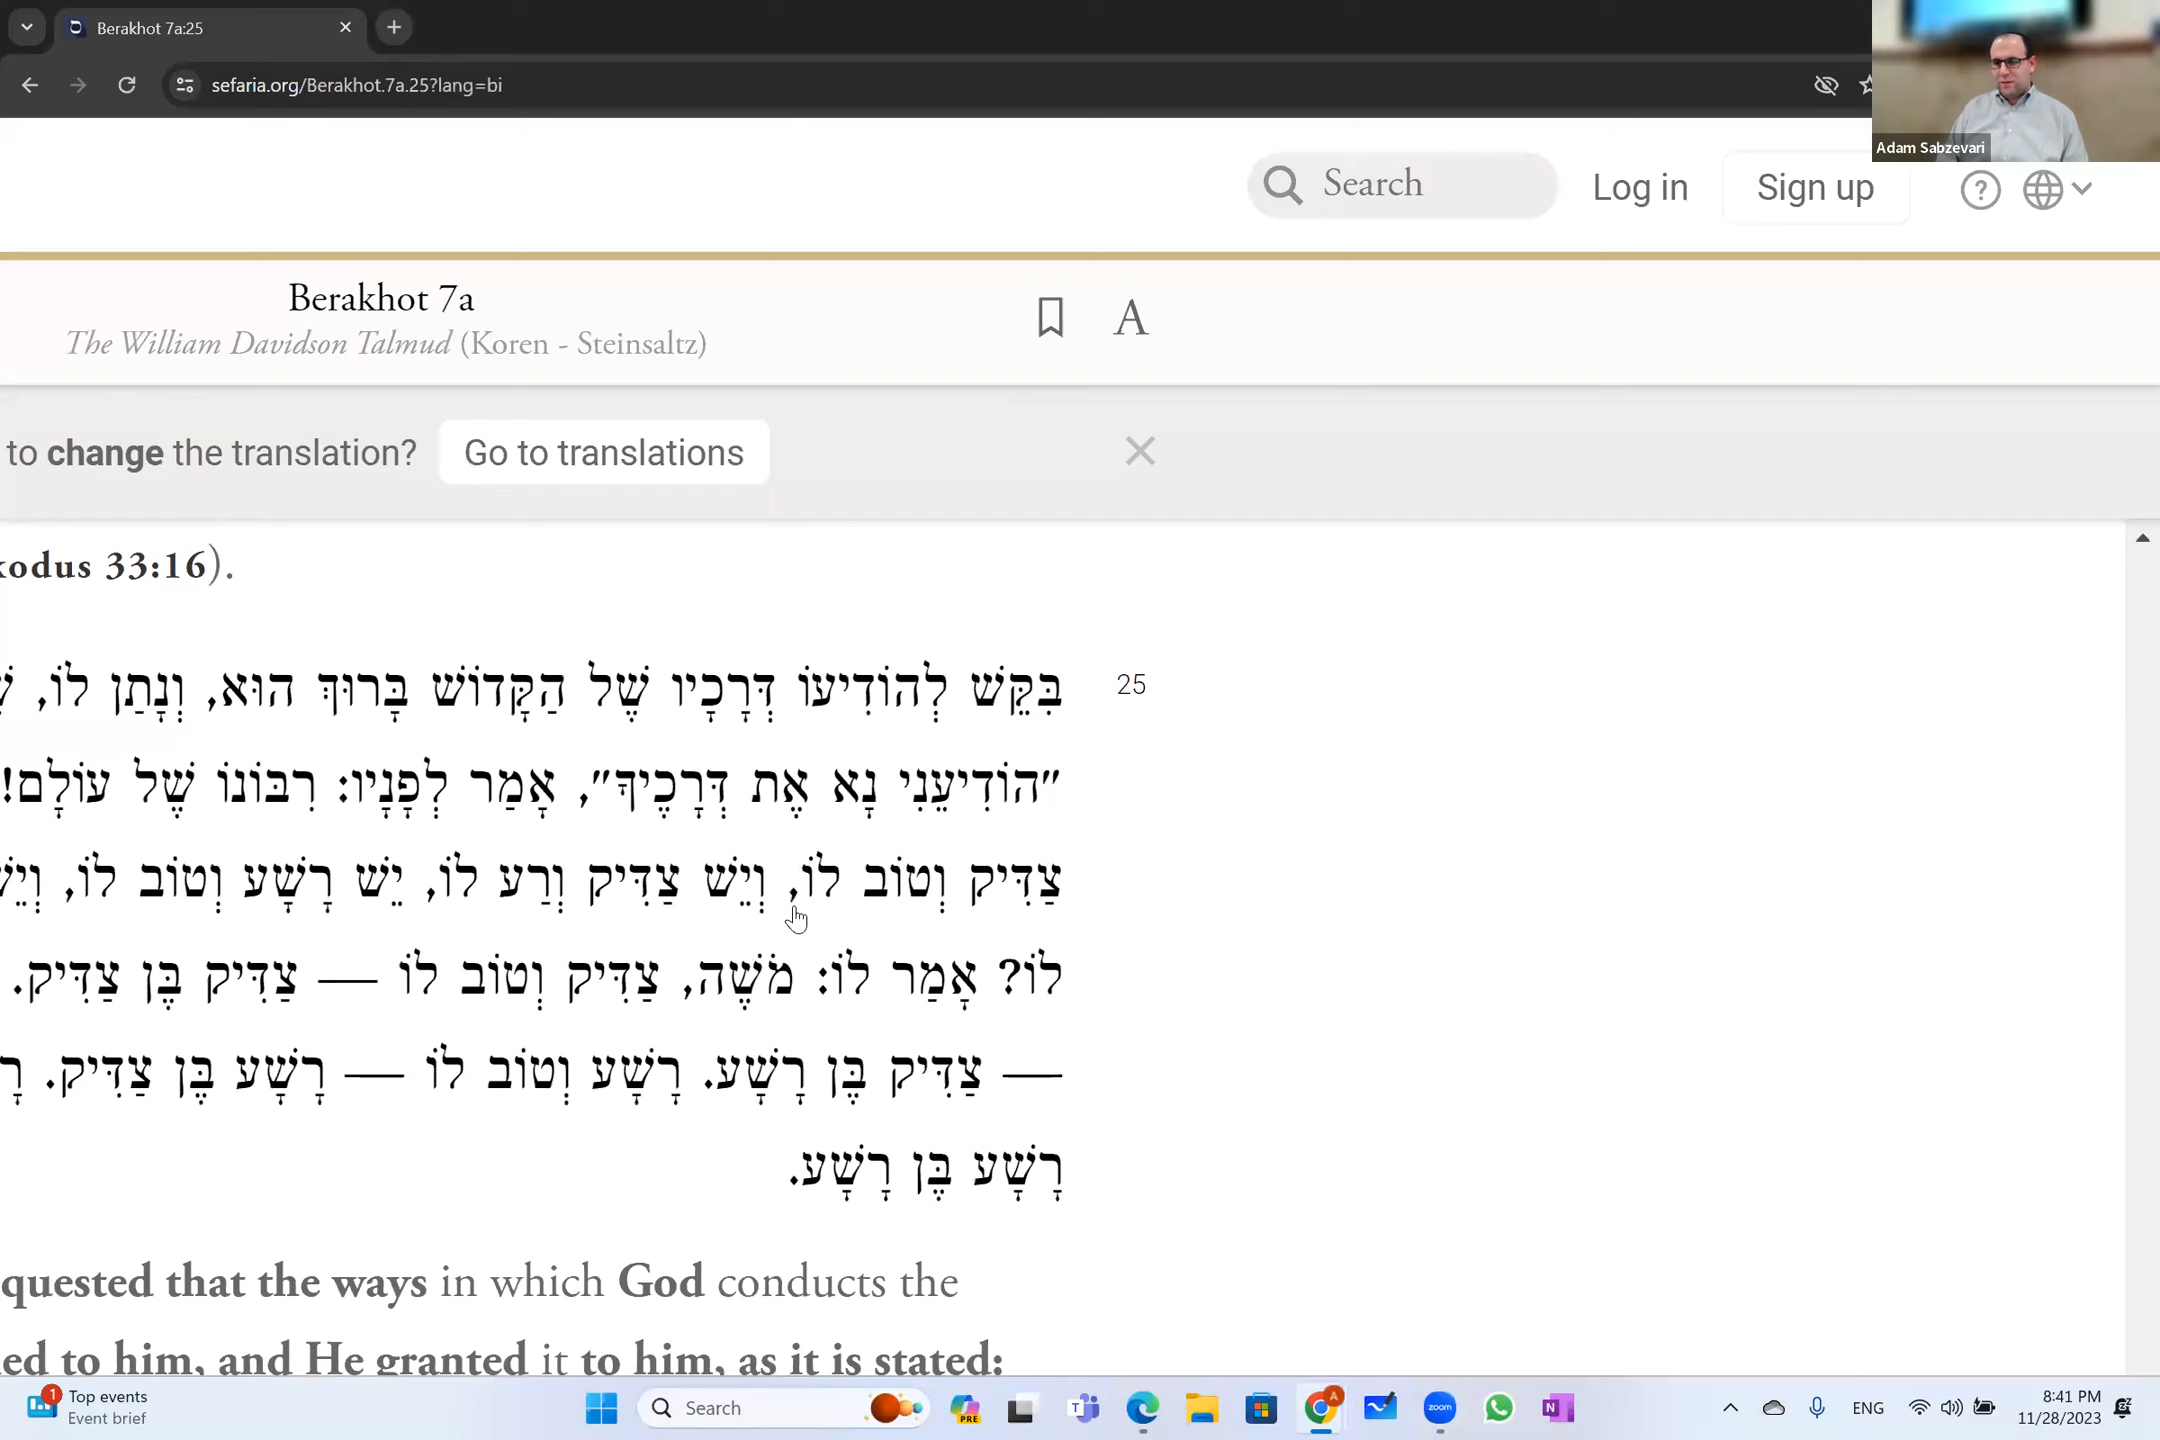 Berakhot 7a:25
sefaria.org/Berakhot.7a.25?lang=bi
Adam Sabzevari
Search
Log in
Sign up
Berakhot 7a
The William Davidson Talmud (Koren - Steinsaltz)
to change the translation?
Go to translations
33:16).
25
בִּקֵּשׁ לְהוֹדִיעוֹ דְּרָכָיו שֶׁל הַקָּדוֹשׁ בָּרוּךְ הוּא, וְנָתַן לוֹ,
״הוֹדִיעֵנִי נָא אֶת דְּרָכֶיךָ״, אָמַר לְפָנָיו: רִבּוֹנוֹ שֶׁל עוֹלָם!
צַדִּיק וְטוֹב לוֹ, וְיֵשׁ צַדִּיק וְרַע לוֹ, יֵשׁ רָשָׁע וְטוֹב לוֹ,
לוֹ? אָמַר לוֹ: מֹשֶׁה, צַדִּיק וְטוֹב לוֹ — צַדִּיק בֶּן צַדִּיק.
— צַדִּיק בֶּן רָשָׁע. רָשָׁע וְטוֹב לוֹ — רָשָׁע בֶּן צַדִּיק.
רָשָׁע בֶּן רָשָׁע.
quested that the ways in which God conducts the
to him, and He granted it to him, as it is stated:
1
Top events
Event brief
Search
PRE
T
A
zoom
N
ENG
8:41 PM
11/28/2023